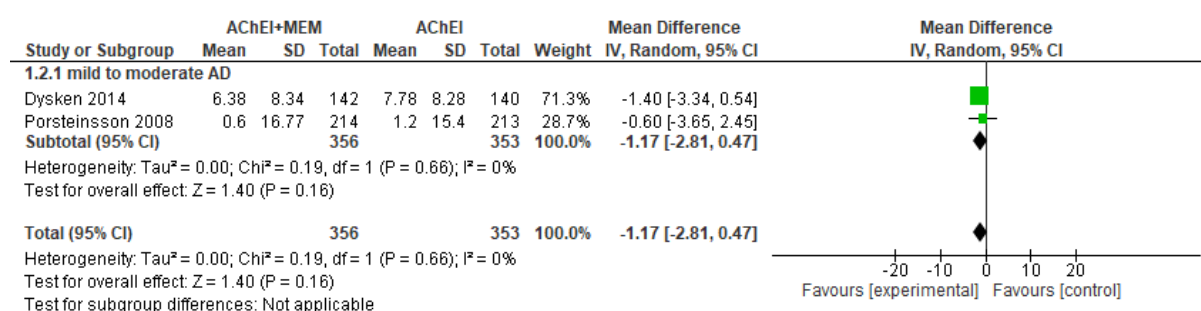 AChEI+MEM AChEI Mean Difference Mean Difference
Study or Subgroup Mean SD Total Mean SD Total Weight IV, Random, 95% CI IV, Random, 95% CI
1.2.1 mild to moderate AD
Dysken 2014 6.38 8.34 142 7.78 8.28 140 71.3% -1.40 [-3.34, 0.54]
Porsteinsson 2008 0.6 16.77 214 1.2 15.4 213 28.7% -0.60 [-3.65, 2.45]
Subtotal (95% CI) 356 353 100.0% -1.17 [-2.81, 0.47]
Heterogeneity: Tau² = 0.00; Chi² = 0.19, df = 1 (P = 0.66); I² = 0%
Test for overall effect: Z = 1.40 (P = 0.16)
Total (95% CI) 356 353 100.0% -1.17 [-2.81, 0.47]
Heterogeneity: Tau² = 0.00; Chi² = 0.19, df = 1 (P = 0.66); I² = 0%
Test for overall effect: Z = 1.40 (P = 0.16)
Test for subgroup differences: Not applicable
-20 -10 0 10 20
Favours [experimental] Favours [control]